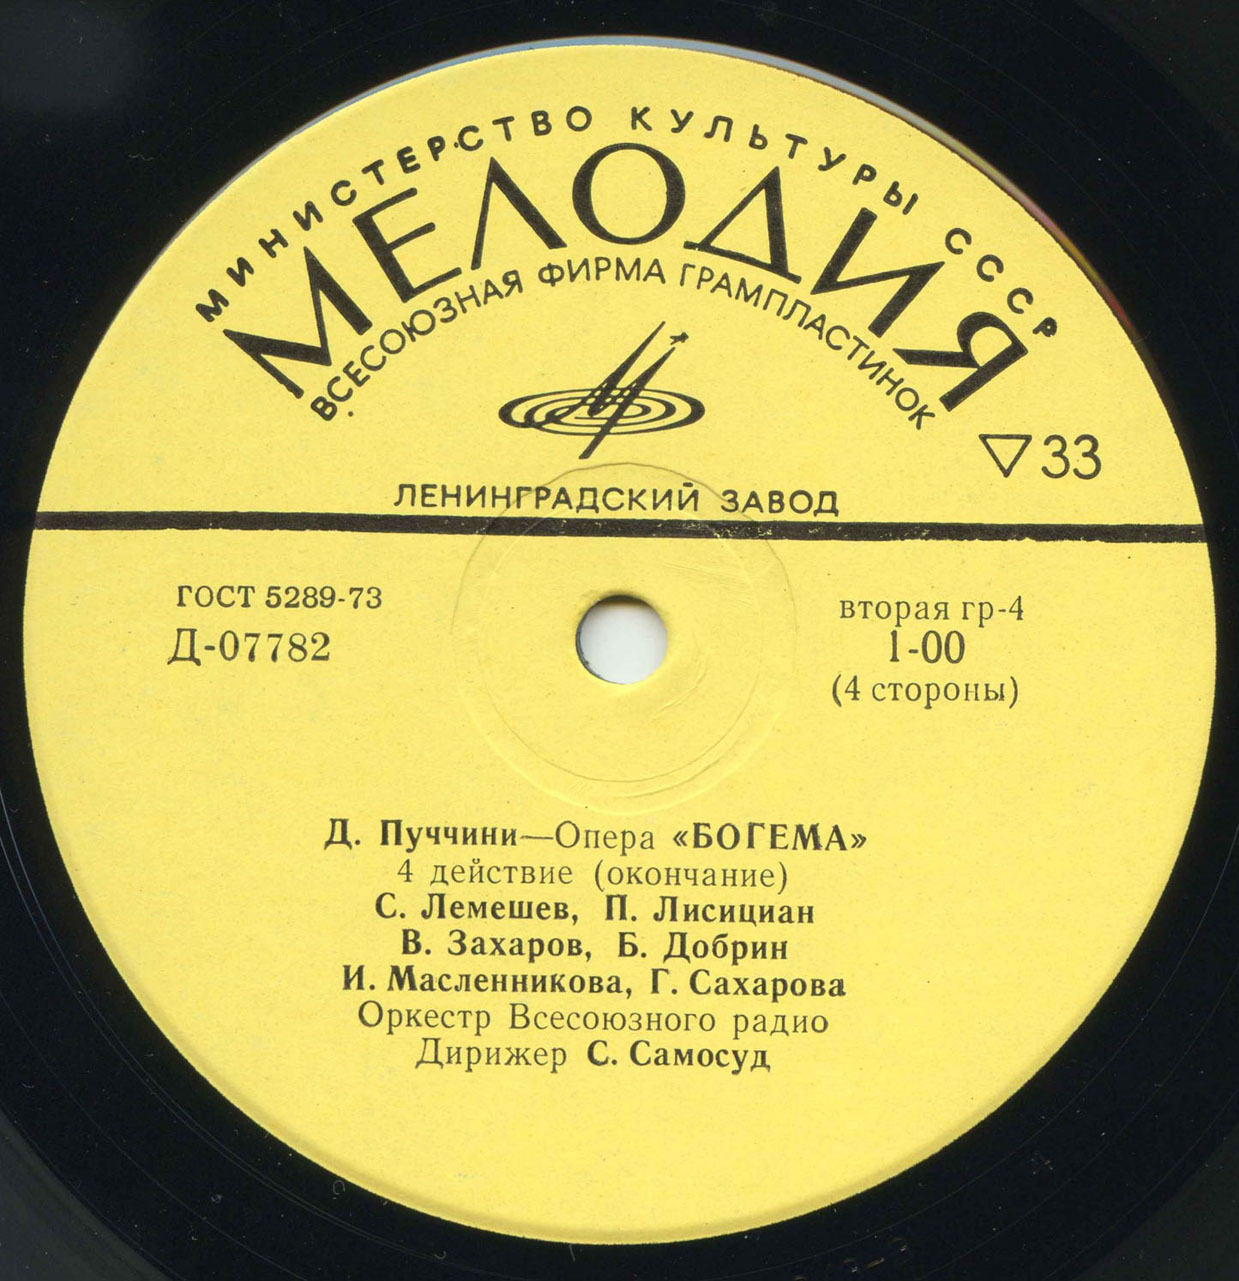 МИНИСТЕРСТВО КУЛЬТУРЫ СССР
МЕЛОДИЯ
ВСЕСОЮЗНАЯ ФИРМА ГРАМПЛАСТИНОК
33
ЛЕНИНГРАДСКИЙ ЗАВОД
ГОСТ 5289-73
Д-07782
вторая гр-4
1-00
(4 стороны)
Д. Пуччини—Опера «БОГЕМА»
4 действие (окончание)
С. Лемешев, П. Лисициан
В. Захаров, Б. Добрин
И. Масленникова, Г. Сахарова
Оркестр Всесоюзного радио
Дирижер С. Самосуд